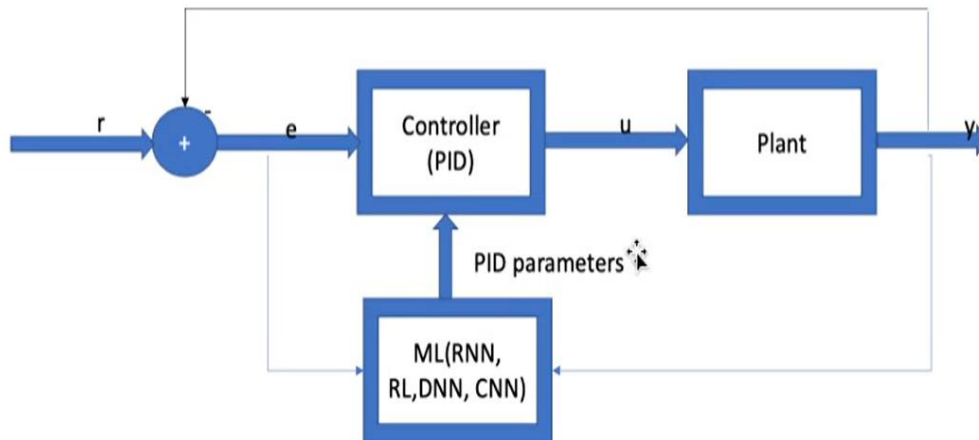 r
-
+
e
Controller
(PID)
u
Plant
y
PID parameters
ML(RNN,
RL,DNN, CNN)